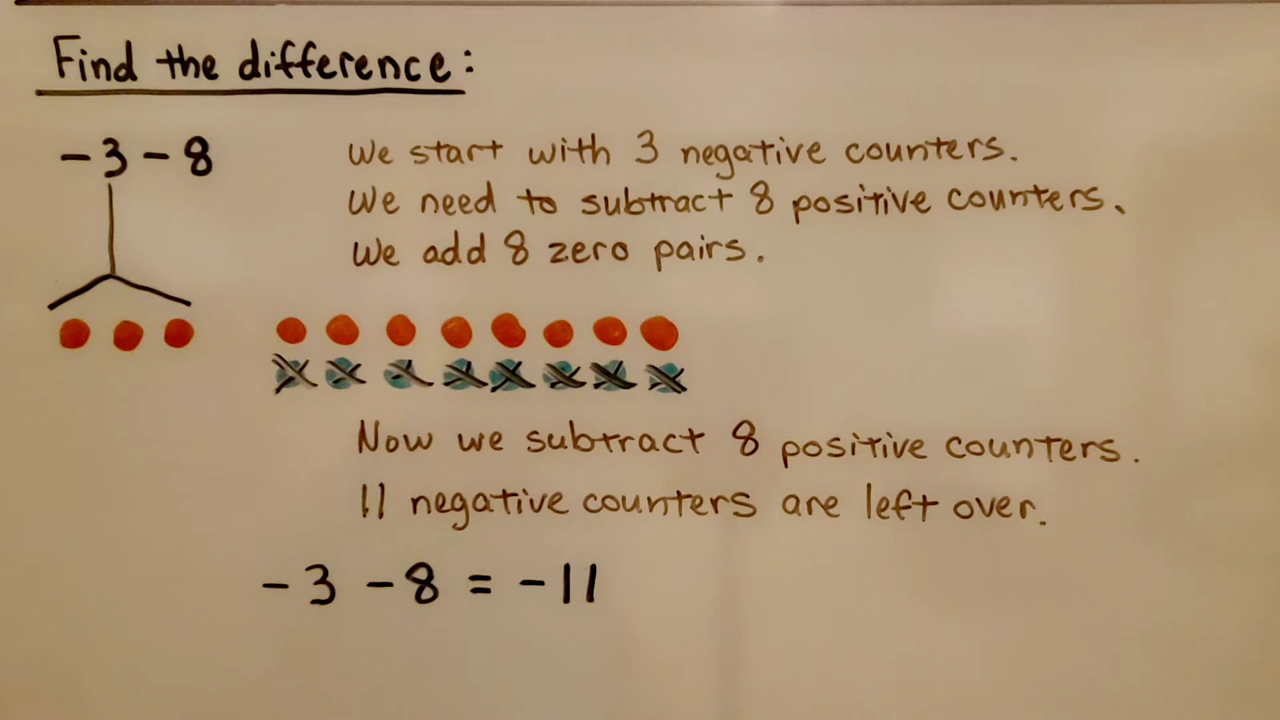 Find the difference:
-3-8
We start with 3 negative counters.
We need to subtract 8 positive counters.
We add 8 zero pairs.
Now we subtract 8 positive counters.
11 negative counters are left over.
-3 -8 = -11